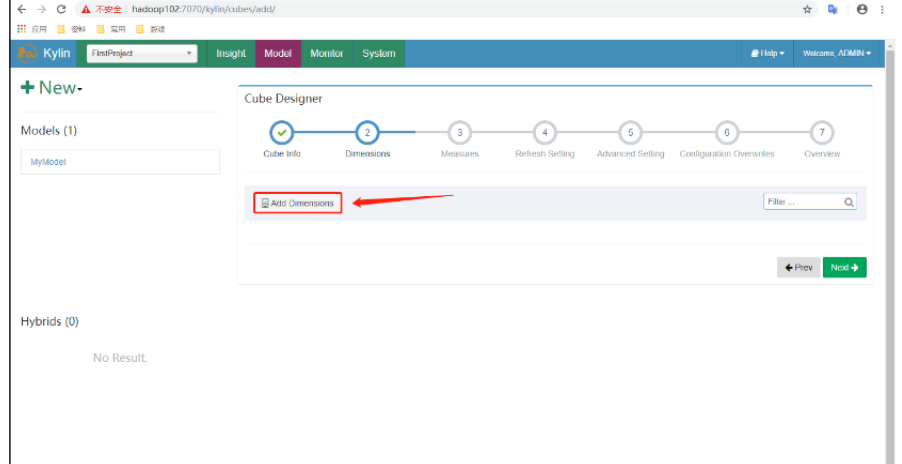 不安全 | hadoop102:7070/kylin/cubes/add/
应用 资料 常用 游戏
Kylin FirstProject Insight Model Monitor System Help Welcome, ADMIN
+ New
Cube Designer
Models (1)
2 3 4 5 6 7
Cube Info Dimensions Measures Refresh Setting Advanced Setting Configuration Overwrites Overview
MyModel
Add Dimensions Filter ...
Prev Next
Hybrids (0)
No Result.